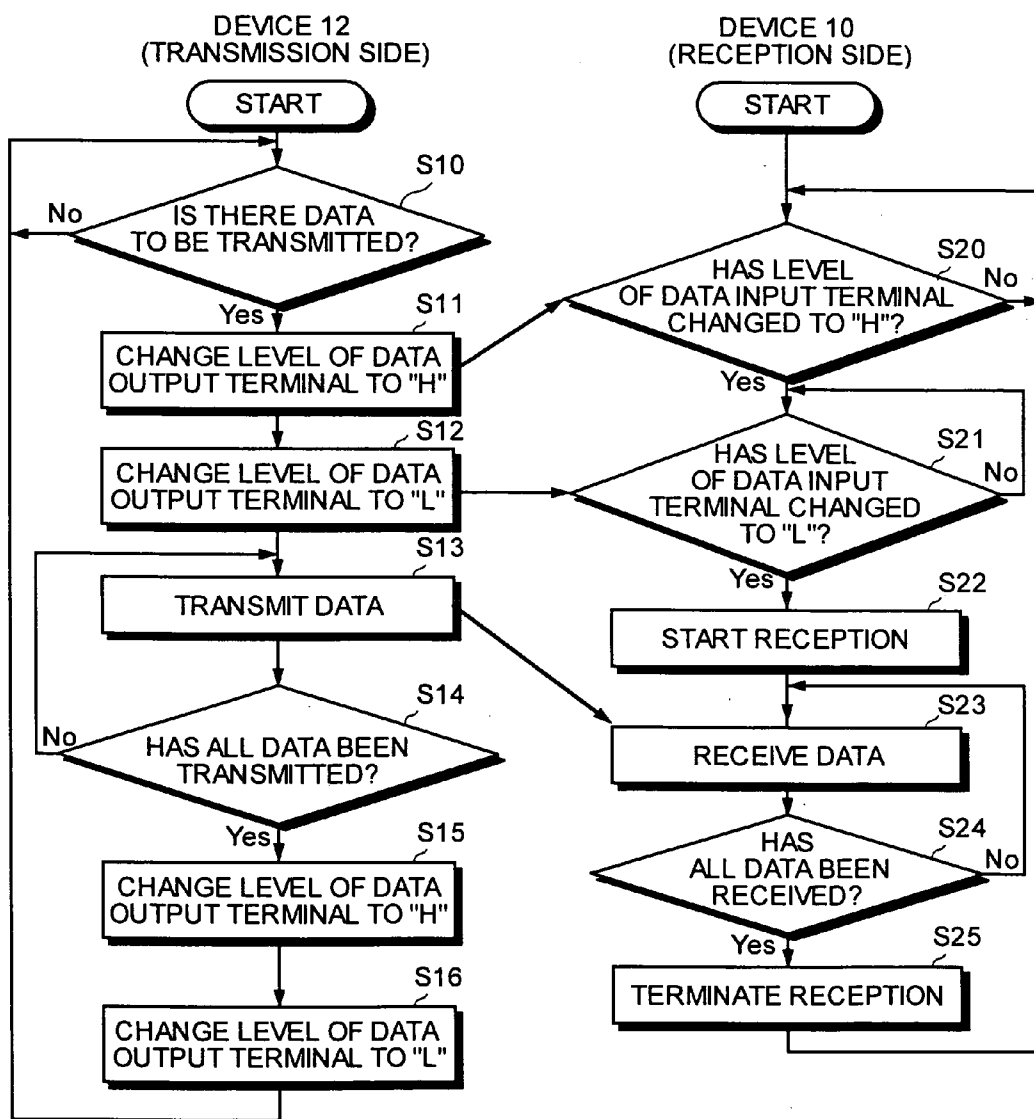 DEVICE 12
(TRANSMISSION SIDE)
START
S10
IS THERE DATA
TO BE TRANSMITTED?
No
Yes
S11
CHANGE LEVEL OF DATA
OUTPUT TERMINAL TO "H"
S12
CHANGE LEVEL OF DATA
OUTPUT TERMINAL TO "L"
S13
TRANSMIT DATA
S14
HAS ALL DATA BEEN
TRANSMITTED?
No
Yes
S15
CHANGE LEVEL OF DATA
OUTPUT TERMINAL TO "H"
S16
CHANGE LEVEL OF DATA
OUTPUT TERMINAL TO "L"
DEVICE 10
(RECEPTION SIDE)
START
S20
HAS LEVEL
OF DATA INPUT TERMINAL
CHANGED TO "H"?
No
Yes
S21
HAS LEVEL
OF DATA INPUT
TERMINAL CHANGED
TO "L"?
No
Yes
S22
START RECEPTION
S23
RECEIVE DATA
S24
HAS
ALL DATA BEEN
RECEIVED?
No
Yes
S25
TERMINATE RECEPTION